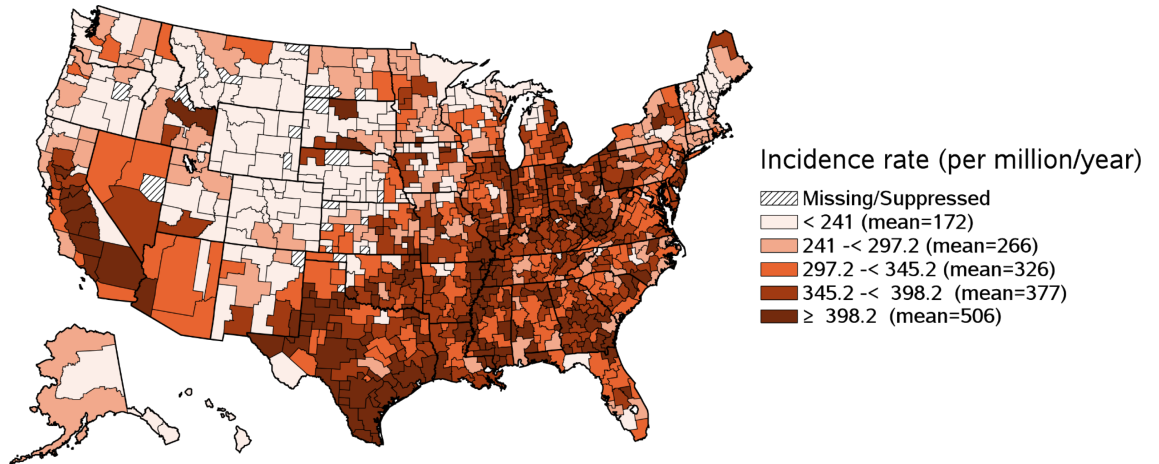 Incidence rate (per million/year)
Missing/Suppressed
< 241 (mean=172)
241 -< 297.2 (mean=266)
297.2 -< 345.2 (mean=326)
345.2 -<  398.2  (mean=377)
≥  398.2  (mean=506)